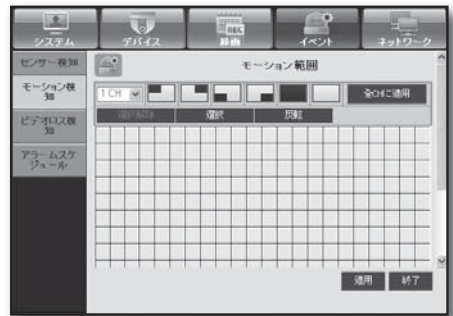 システム
デバイス
REC
録画
イベント
ネットワーク
センサー検知
モーション検知
ビデオロス検知
アラームスケジュール
モーション範囲
1 CH
全CHに適用
選択解除
選択
反転
適用
終了